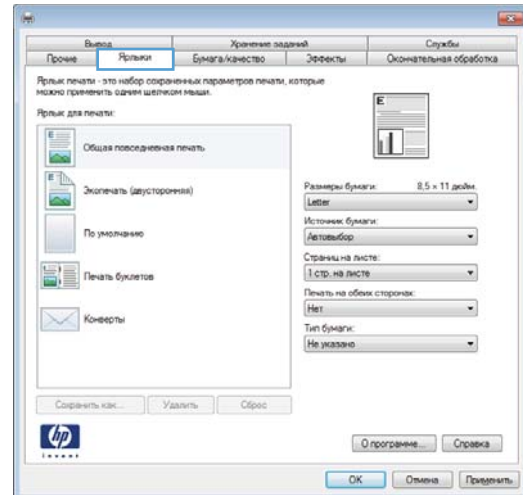 Вывод Хранение заданий Службы
Прочие Ярлыки Бумага/качество Эффекты Окончательная обработка
Ярлык печати - это набор сохраненных параметров печати, которые
можно применить одним щелчком мыши.
Ярлык для печати:
E
Общая повседневная печать
E
Экопечать (двусторонняя)
По умолчанию
Печать буклетов
Конверты
Сохранить как... Удалить Сброс
E
Размеры бумаги: 8,5 × 11 дюйм.
Letter
Источник бумаги:
Автовыбор
Страниц на листе:
1 стр. на листе
Печать на обеих сторонах:
Нет
Тип бумаги:
Не указано
hp
invent
О программе... Справка
OK Отмена Применить